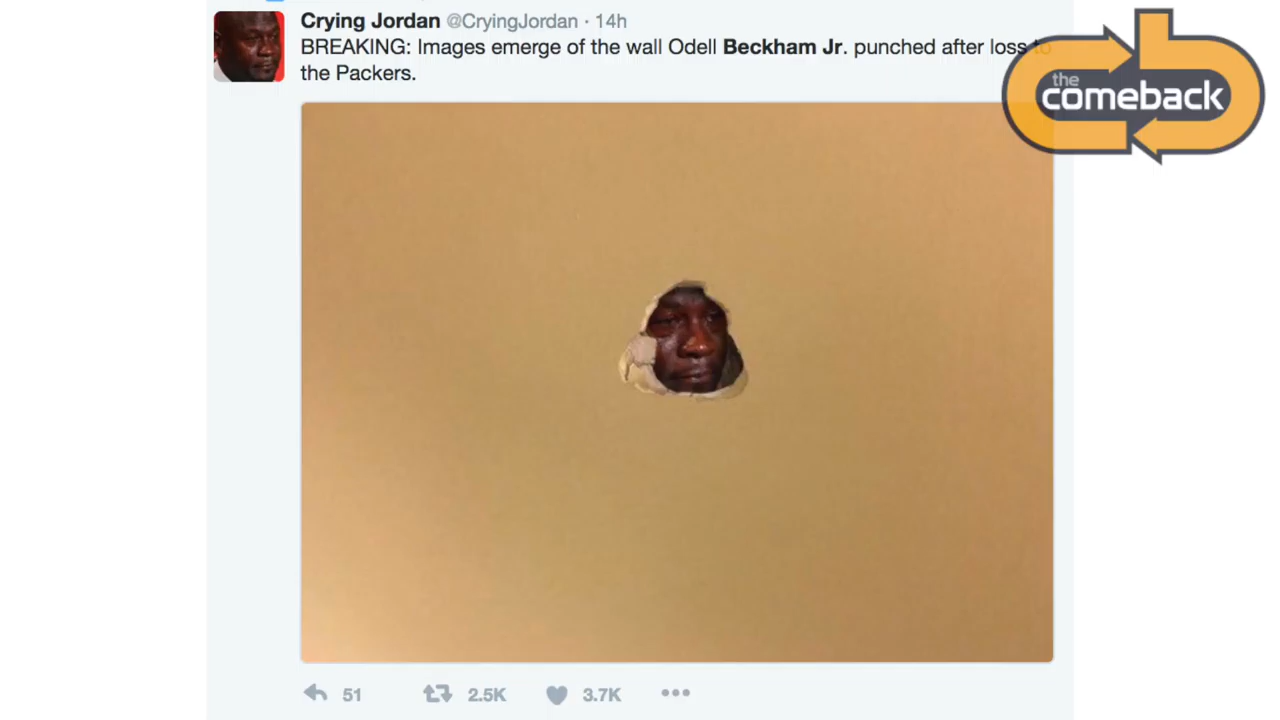 Crying Jordan @CryingJordan · 14h
BREAKING: Images emerge of the wall Odell Beckham Jr. punched after loss to
the Packers.
the
comeback
51 2.5K 3.7K